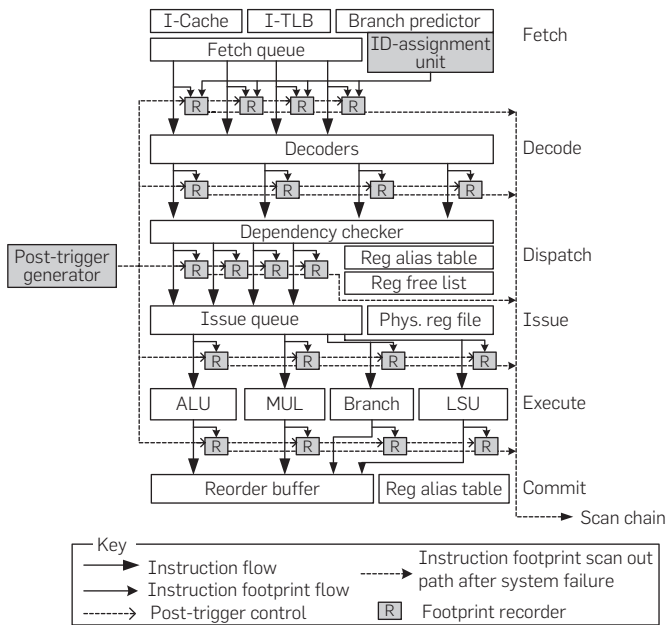 I-Cache I-TLB Branch predictor Fetch
Fetch queue ID-assignment
unit
R R R R
Decoders Decode
R R R R
Dependency checker
Post-trigger
generator
Reg alias table Dispatch
R R R R
Reg free list
Issue queue Phys. reg file Issue
R R R R
ALU MUL Branch LSU Execute
R R R R
Reorder buffer Reg alias table Commit
Scan chain
Key
Instruction flow
Instruction footprint flow
Post-trigger control
Instruction footprint scan out
path after system failure
R Footprint recorder